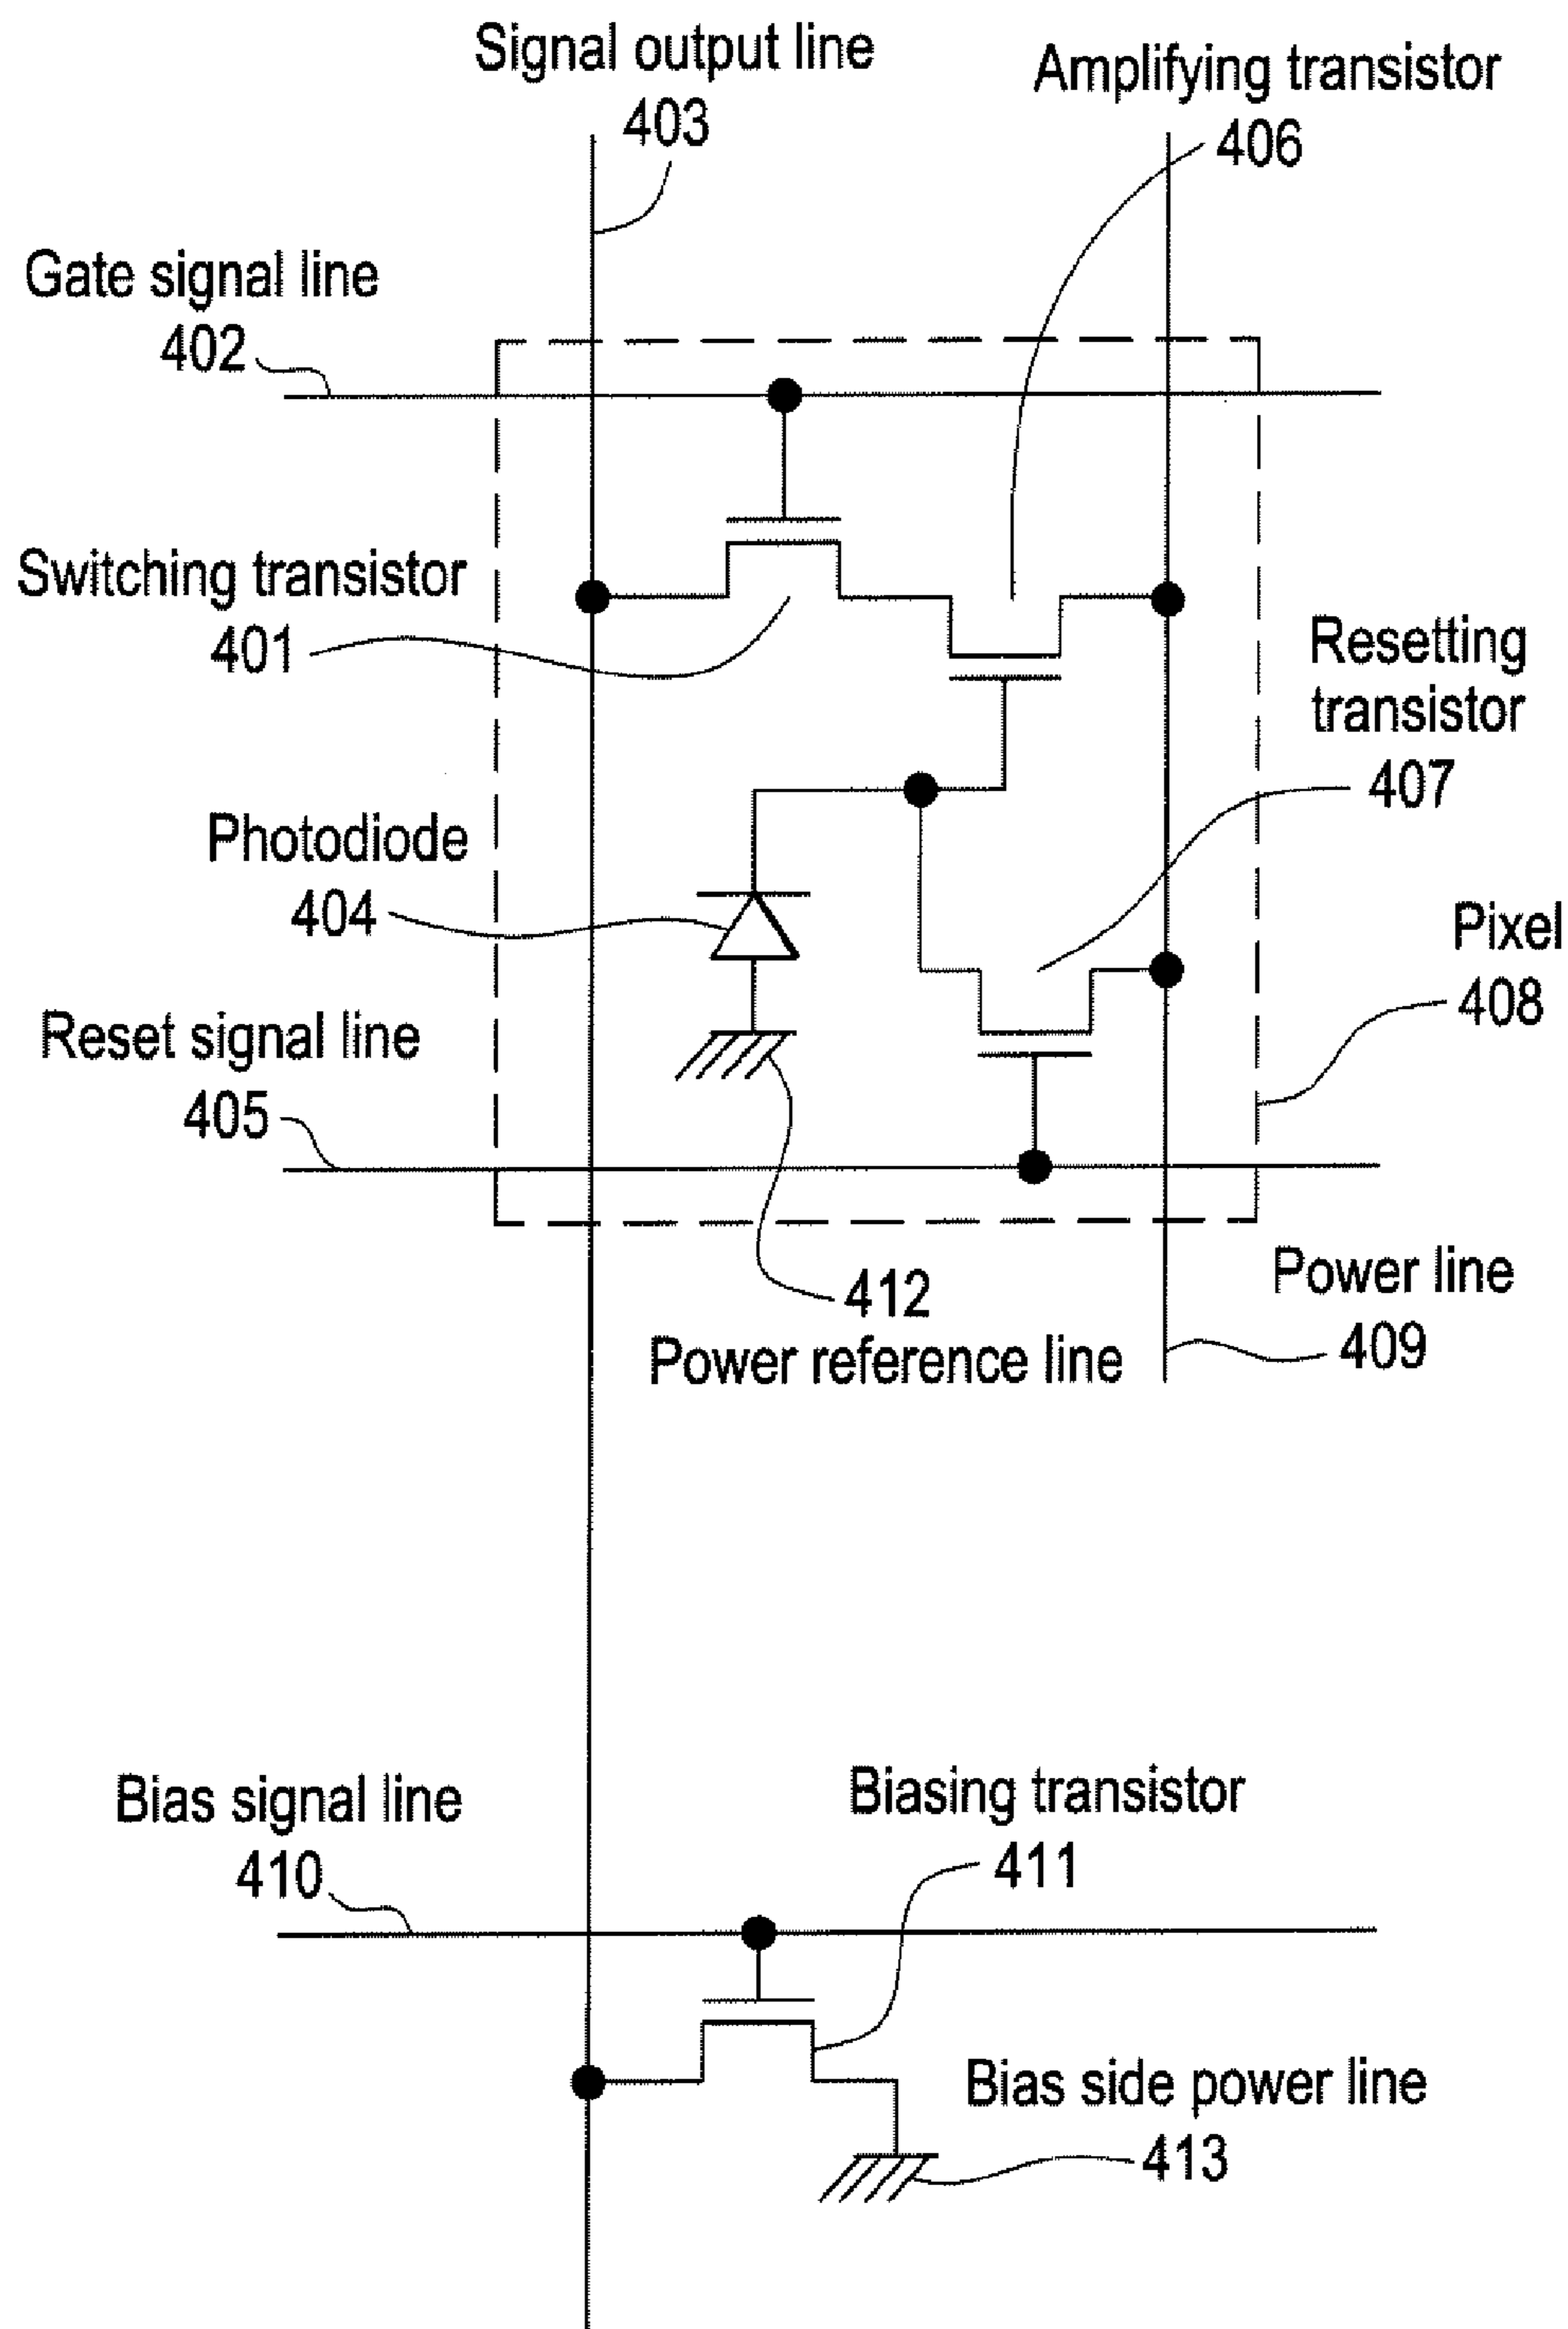 Signal output line
403
Amplifying transistor
406
Gate signal line
402
Switching transistor
401
Resetting
transistor
407
Photodiode
404
Pixel
408
Reset signal line
405
412
Power reference line
Power line
409
Bias signal line
410
Biasing transistor
411
Bias side power line
413